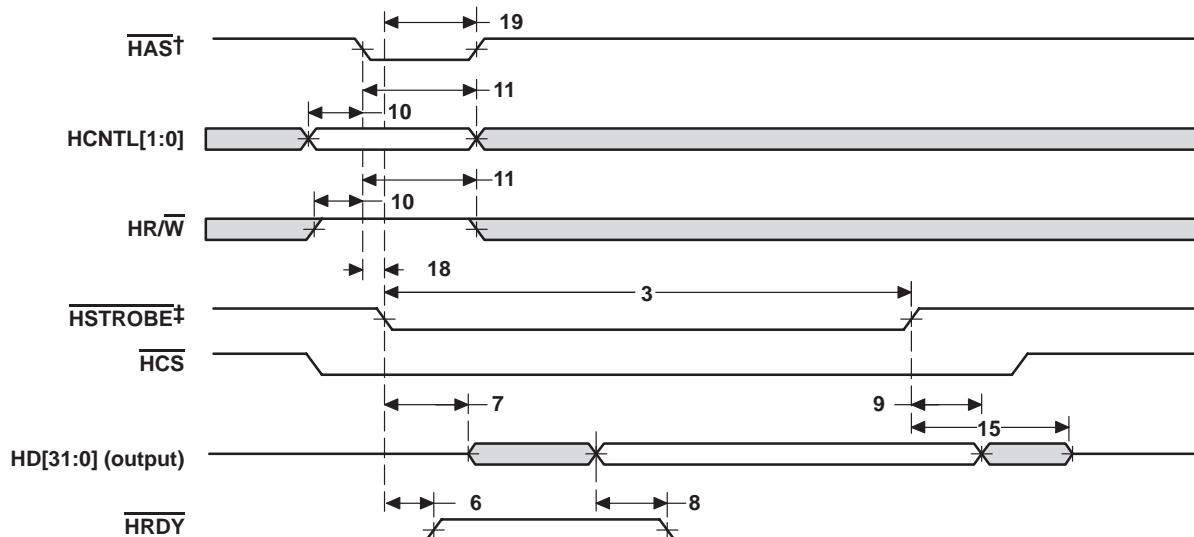 19
HAS†
11
10
HCNTL[1:0]
11
10
HR/W
18
3
HSTROBE‡
HCS
7
9
15
HD[31:0] (output)
6
8
HRDY